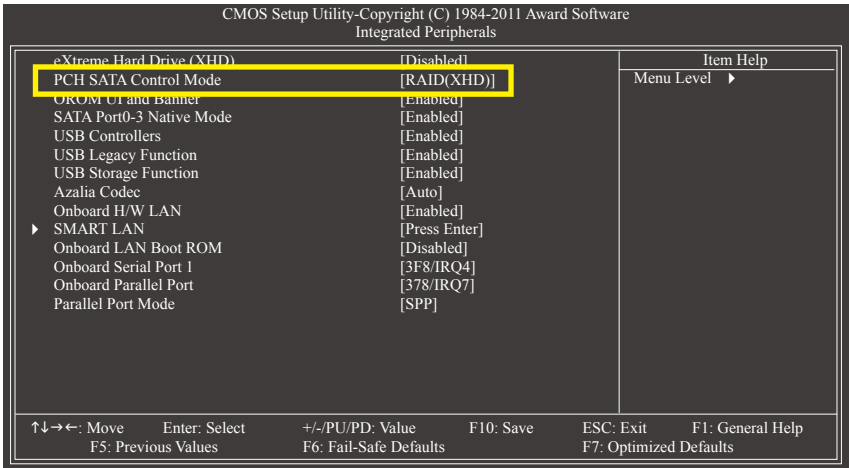 CMOS Setup Utility-Copyright (C) 1984-2011 Award Software
Integrated Peripherals
eXtreme Hard Drive (XHD) [Disabled]
PCH SATA Control Mode [RAID(XHD)]
OROM UI and Banner [Enabled]
SATA Port0-3 Native Mode [Enabled]
USB Controllers [Enabled]
USB Legacy Function [Enabled]
USB Storage Function [Enabled]
Azalia Codec [Auto]
Onboard H/W LAN [Enabled]
SMART LAN [Press Enter]
Onboard LAN Boot ROM [Disabled]
Onboard Serial Port 1 [3F8/IRQ4]
Onboard Parallel Port [378/IRQ7]
Parallel Port Mode [SPP]
Item Help
Menu Level
↑↓→←: Move Enter: Select +/-/PU/PD: Value F10: Save ESC: Exit F1: General Help
F5: Previous Values F6: Fail-Safe Defaults F7: Optimized Defaults